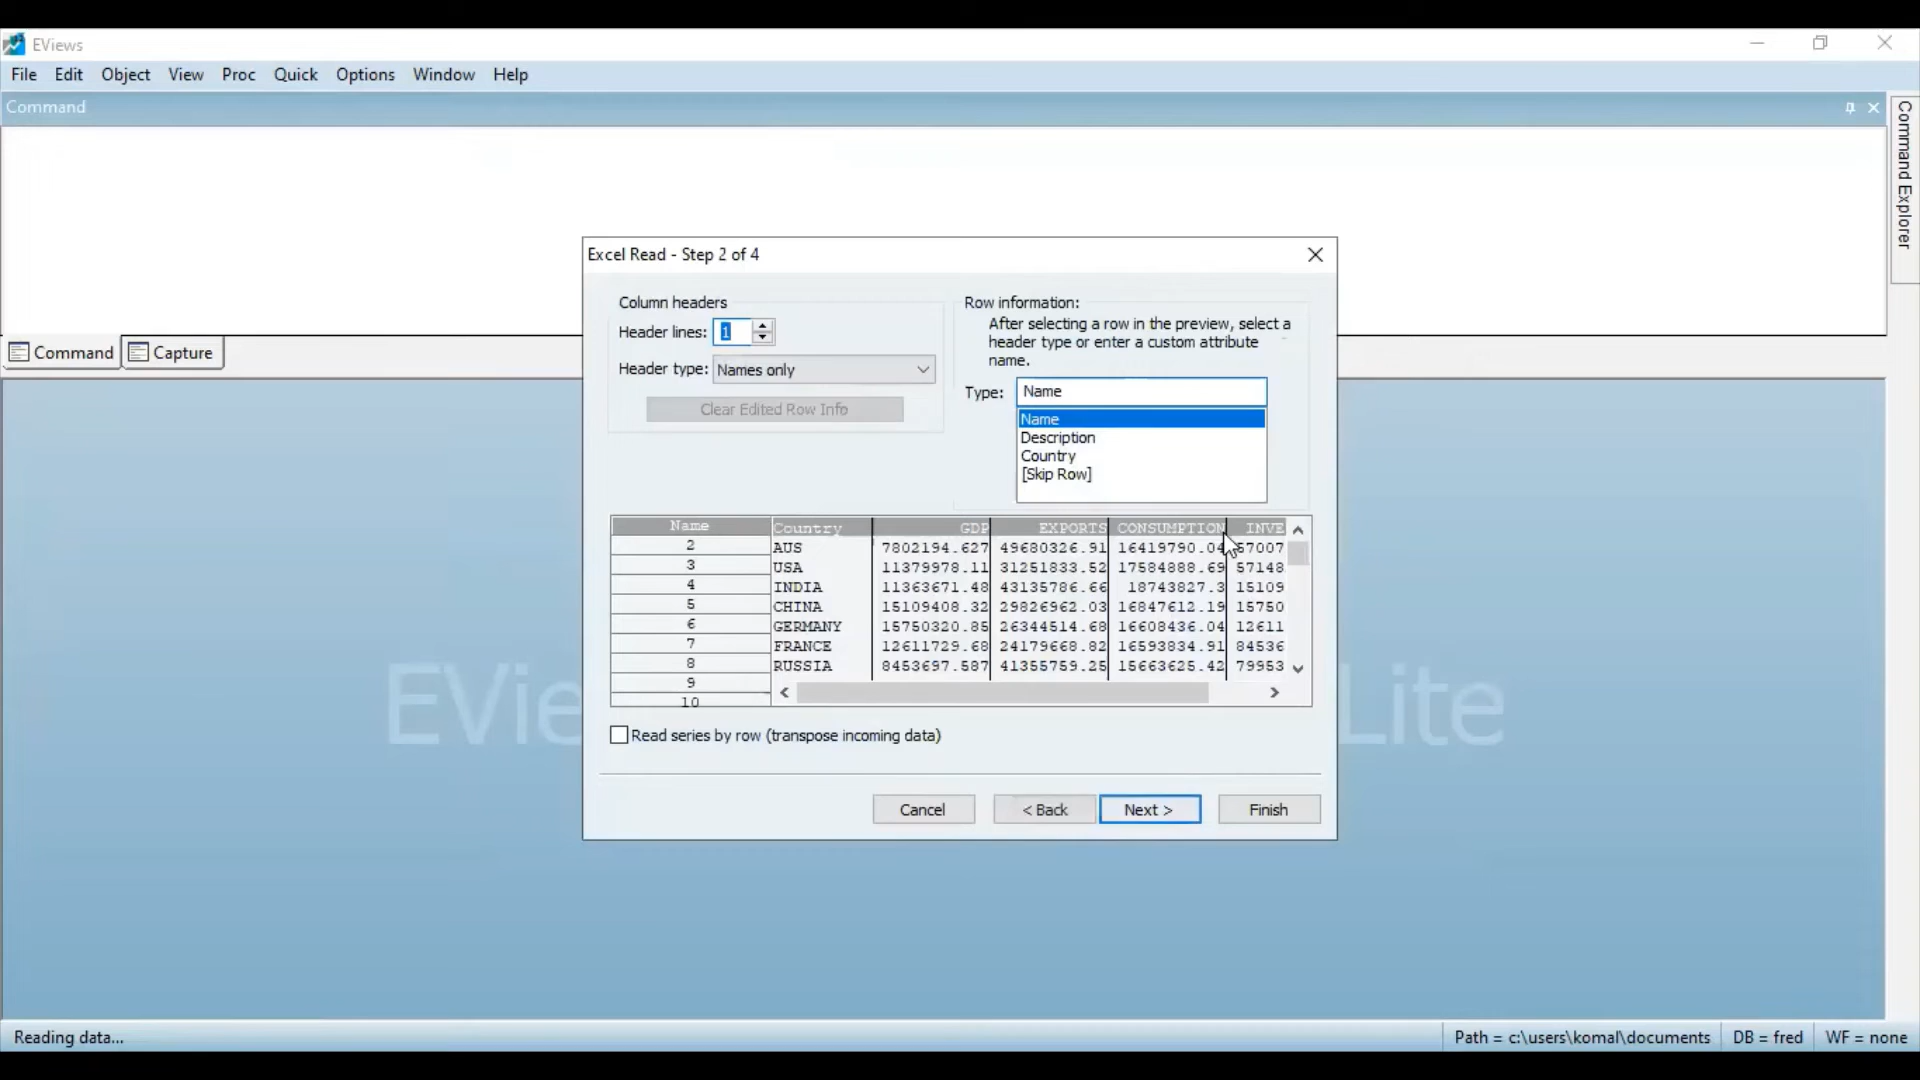 EViews
File Edit Object View Proc Quick Options Window Help
Command
Command Explorer
Command Capture
Excel Read - Step 2 of 4
Column headers
Header lines: 1
Header type: Names only
Clear Edited Row Info
Row information:
After selecting a row in the preview, select a
header type or enter a custom attribute
name.
Type: Name
Name
Description
Country
[Skip Row]
Name Country GDP EXPORTS CONSUMPTION INVE
2 AUS 7802194.627 49680326.91 16419790.04 57007
3 USA 11379978.11 31251833.52 17584888.69 57148
4 INDIA 11363671.48 43135786.66 18743827.3 15109
5 CHINA 15109408.32 29826962.03 16847612.19 15750
6 GERMANY 15750320.85 26344514.68 16608436.04 12611
7 FRANCE 12611729.68 24179668.82 16593834.91 84536
8 RUSSIA 8453697.587 41355759.25 15663625.42 79953
9
10
Read series by row (transpose incoming data)
Cancel < Back Next > Finish
EVie Lite
Reading data... Path = c:\users\komal\documents DB = fred WF = none